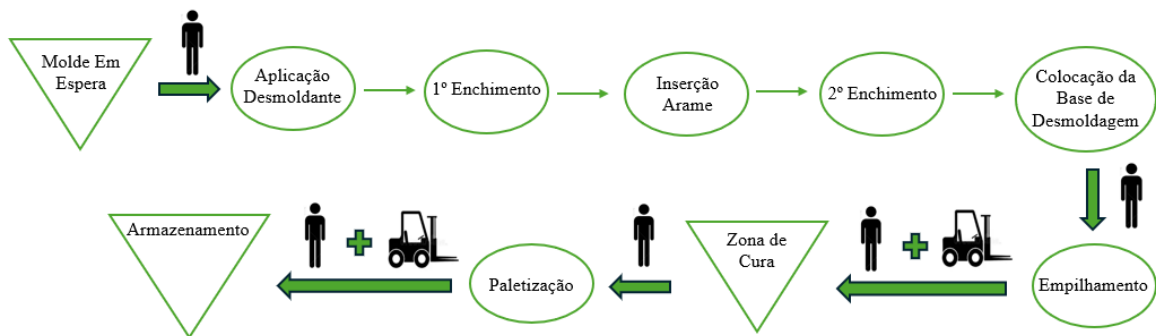 Molde Em
Espera
Aplicação
Desmoldante
1º Enchimento
Inserção
Arame
2º Enchimento
Colocação da
Base de
Desmoldagem
Armazenamento
Paletização
Zona de
Cura
Empilhamento